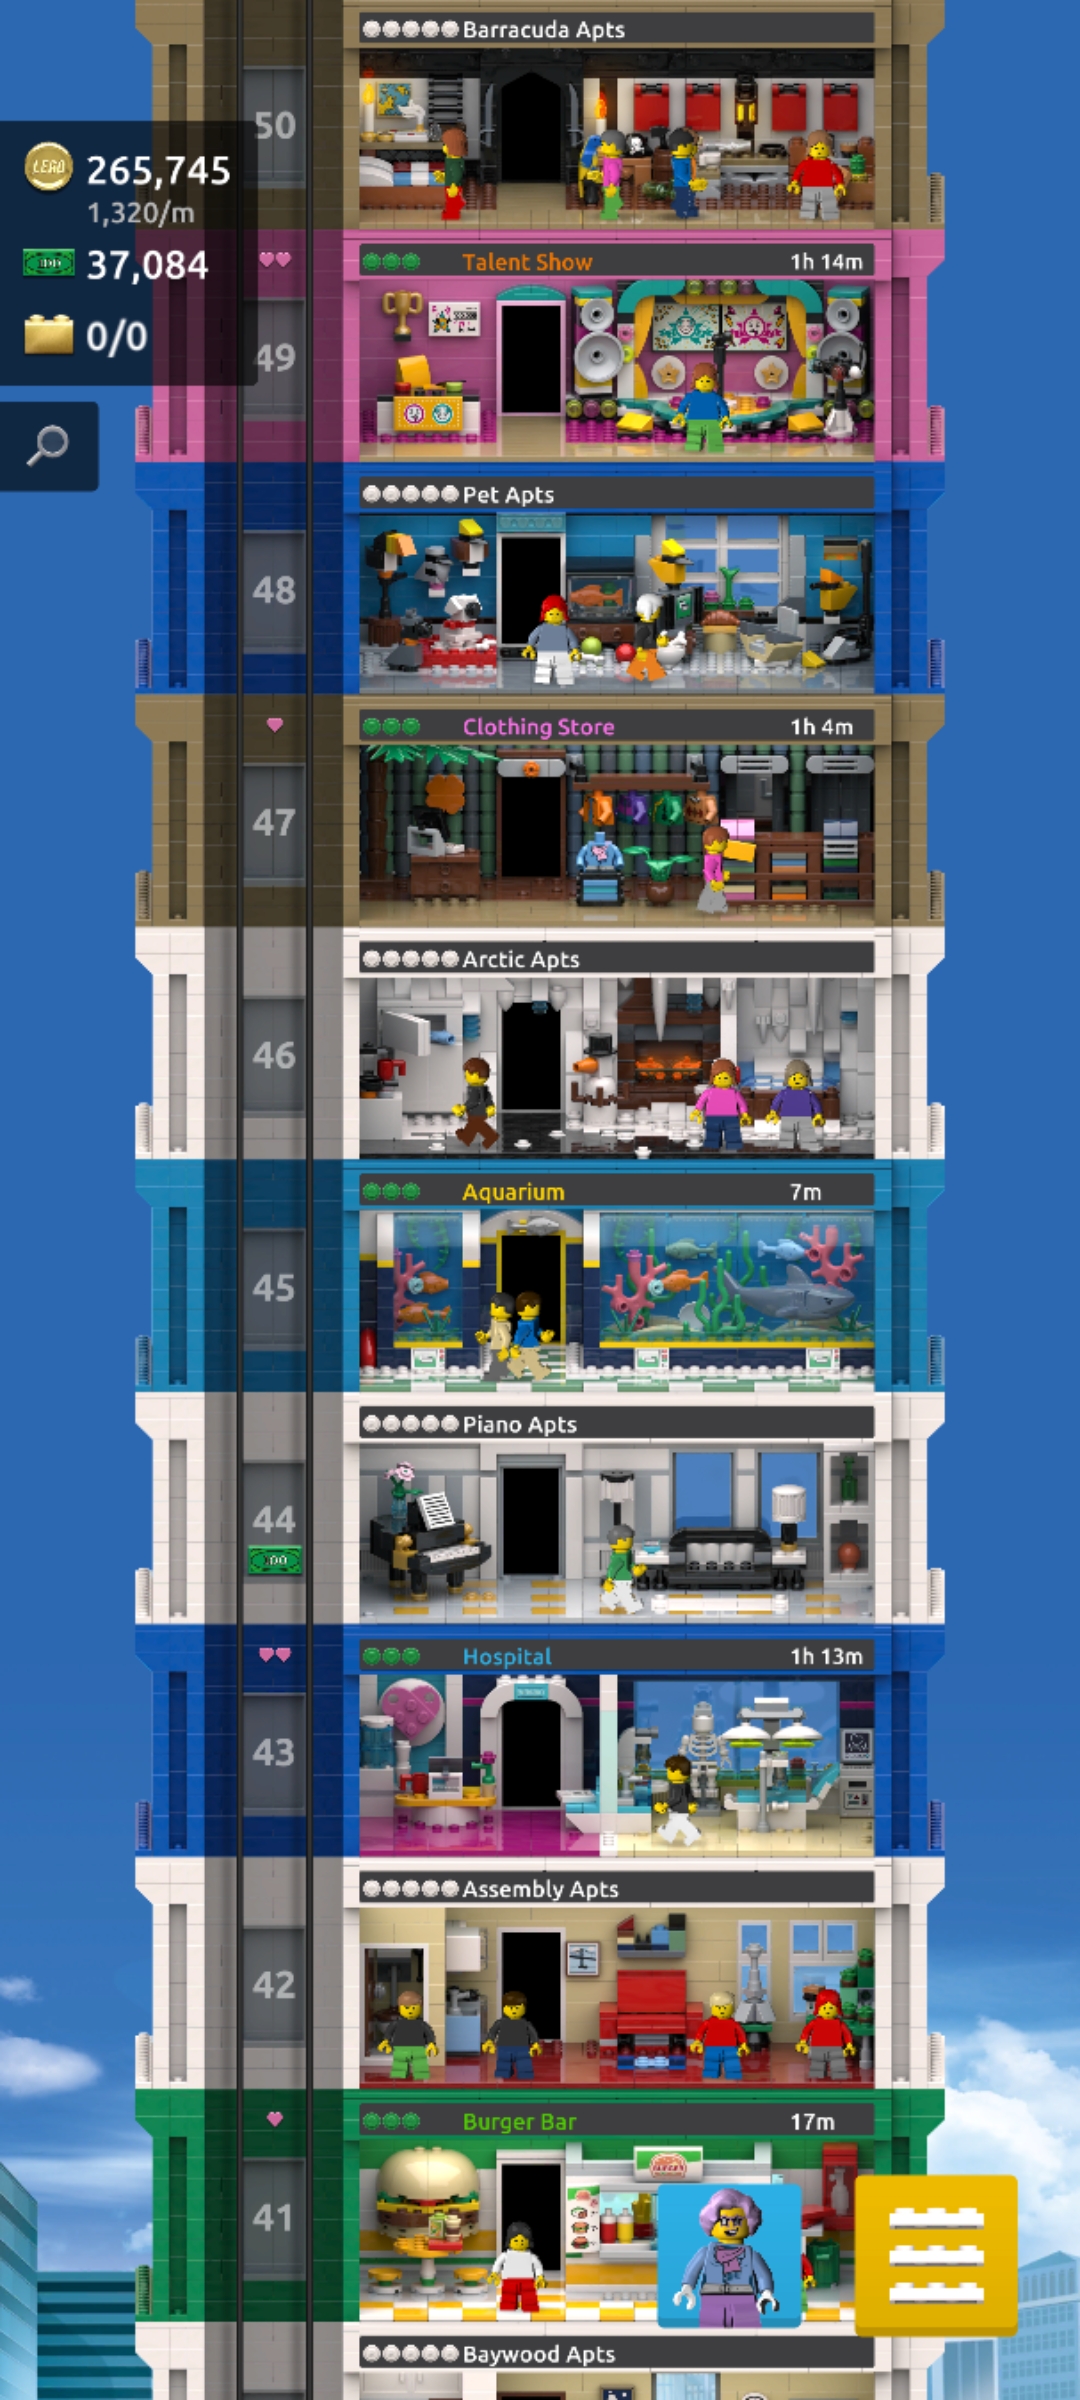 Barracuda Apts
50
LEGO
265,745
1,320/m
37,084
0/0
Talent Show 1h 14m
49
Pet Apts
48
Clothing Store 1h 4m
47
Arctic Apts
46
Aquarium 7m
45
Piano Apts
44
100
Hospital 1h 13m
43
Assembly Apts
42
Burger Bar 17m
41
Baywood Apts